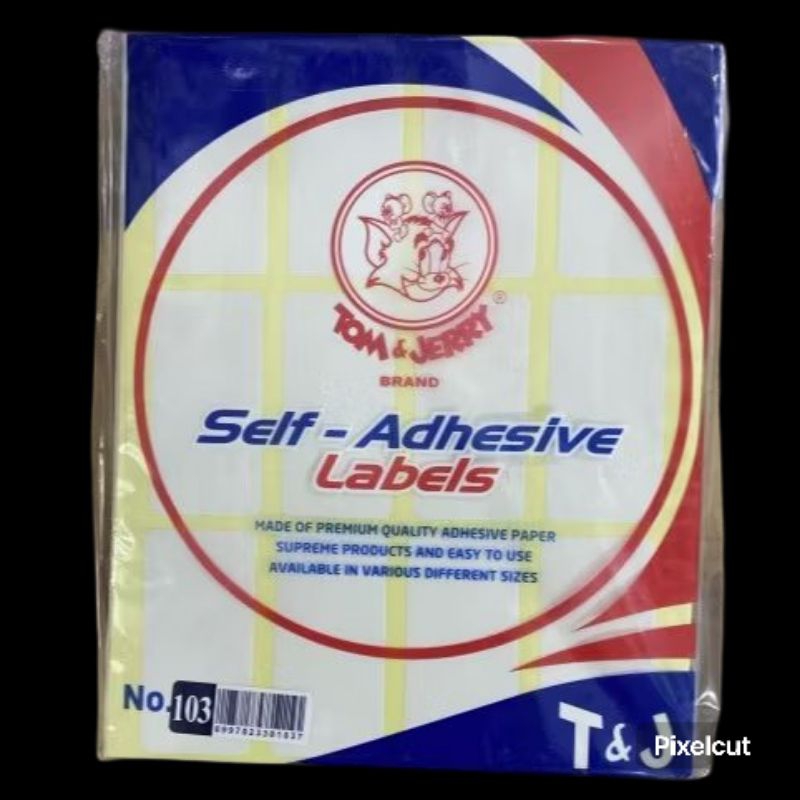 TOM & JERRY ®
BRAND
Self - Adhesive
Labels
MADE OF PREMIUM QUALITY ADHESIVE PAPER
SUPREME PRODUCTS AND EASY TO USE
AVAILABLE IN VARIOUS DIFFERENT SIZES
No. 103
T & J
Pixelcut